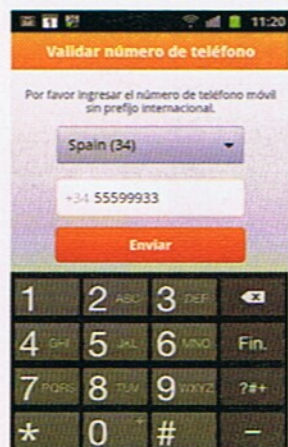 11:20
Validar número de teléfono
Por favor ingresar el número de teléfono móvil
sin prefijo internacional.
Spain (34)
+34 55599933
Enviar
1 2 ABC 3 DEF
4 GHI 5 JKL 6 MNO Fin.
7 PQRS 8 TUV 9 WXYZ ?#+
* 0 + # –